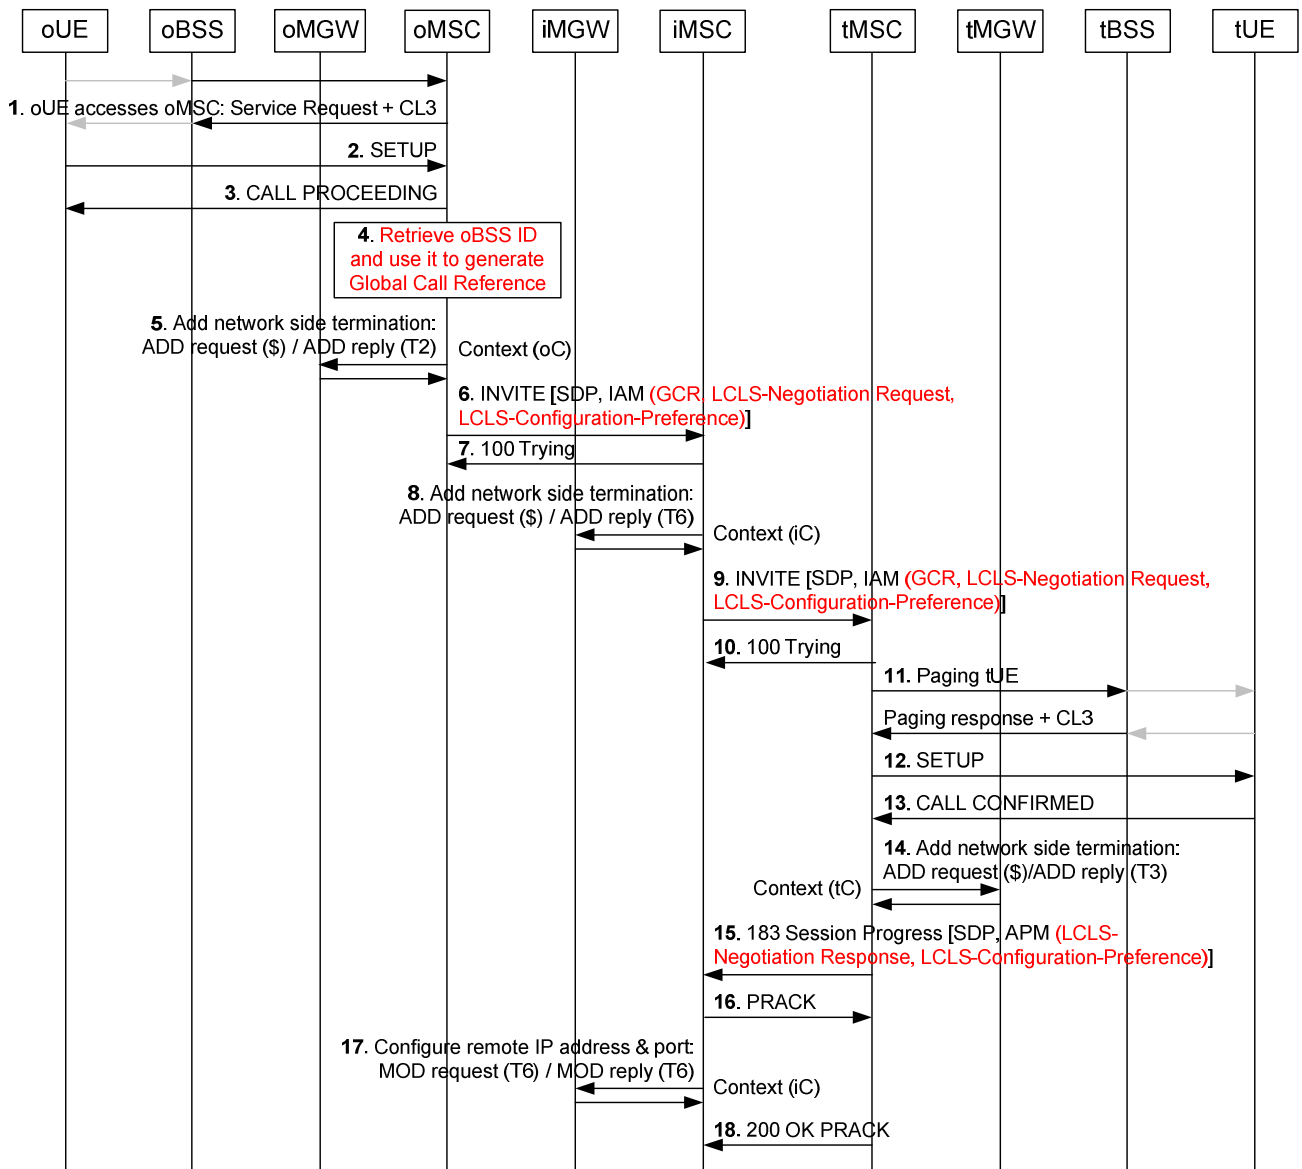 oUE oBSS oMGW oMSC iMGW iMSC tMSC tMGW tBSS tUE
1. oUE accesses oMSC: Service Request + CL3
2. SETUP
3. CALL PROCEEDING
4. Retrieve oBSS ID
and use it to generate
Global Call Reference
5. Add network side termination:
ADD request ($) / ADD reply (T2)
Context (oC)
6. INVITE [SDP, IAM (GCR, LCLS-Negotiation Request,
LCLS-Configuration-Preference)]
7. 100 Trying
8. Add network side termination:
ADD request ($) / ADD reply (T6)
Context (iC)
9. INVITE [SDP, IAM (GCR, LCLS-Negotiation Request,
LCLS-Configuration-Preference)]
10. 100 Trying
11. Paging tUE
Paging response + CL3
12. SETUP
13. CALL CONFIRMED
14. Add network side termination:
ADD request ($)/ADD reply (T3)
Context (tC)
15. 183 Session Progress [SDP, APM (LCLS-
Negotiation Response, LCLS-Configuration-Preference)]
16. PRACK
17. Configure remote IP address & port:
MOD request (T6) / MOD reply (T6)
Context (iC)
18. 200 OK PRACK